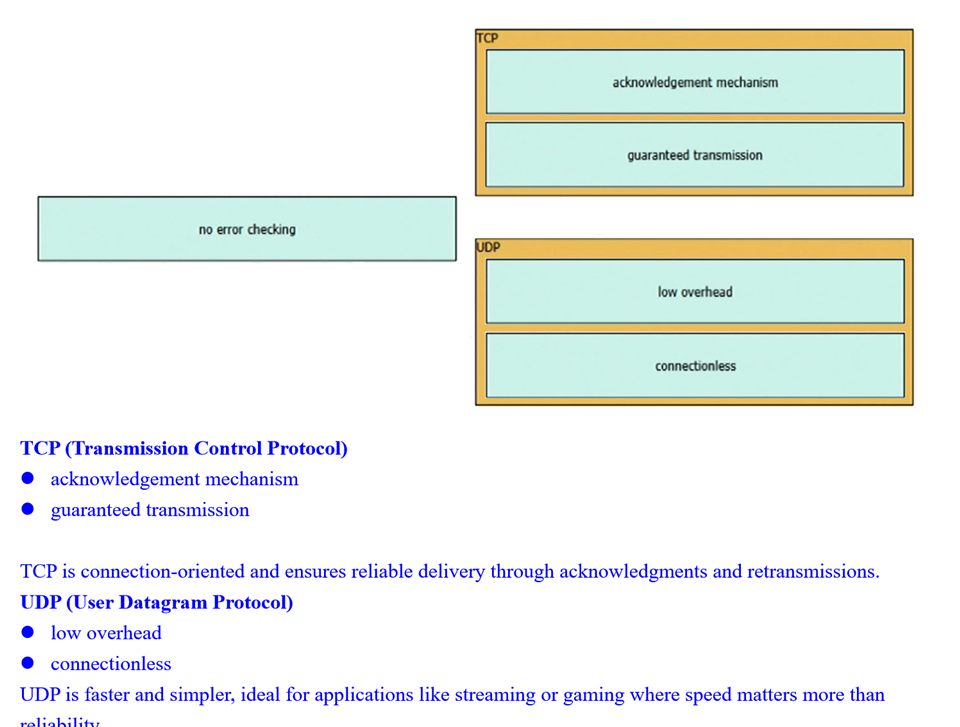 TCP
acknowledgement mechanism
guaranteed transmission
no error checking
UDP
low overhead
connectionless
TCP (Transmission Control Protocol)
● acknowledgement mechanism
● guaranteed transmission
TCP is connection-oriented and ensures reliable delivery through acknowledgments and retransmissions.
UDP (User Datagram Protocol)
● low overhead
● connectionless
UDP is faster and simpler, ideal for applications like streaming or gaming where speed matters more than
reliability